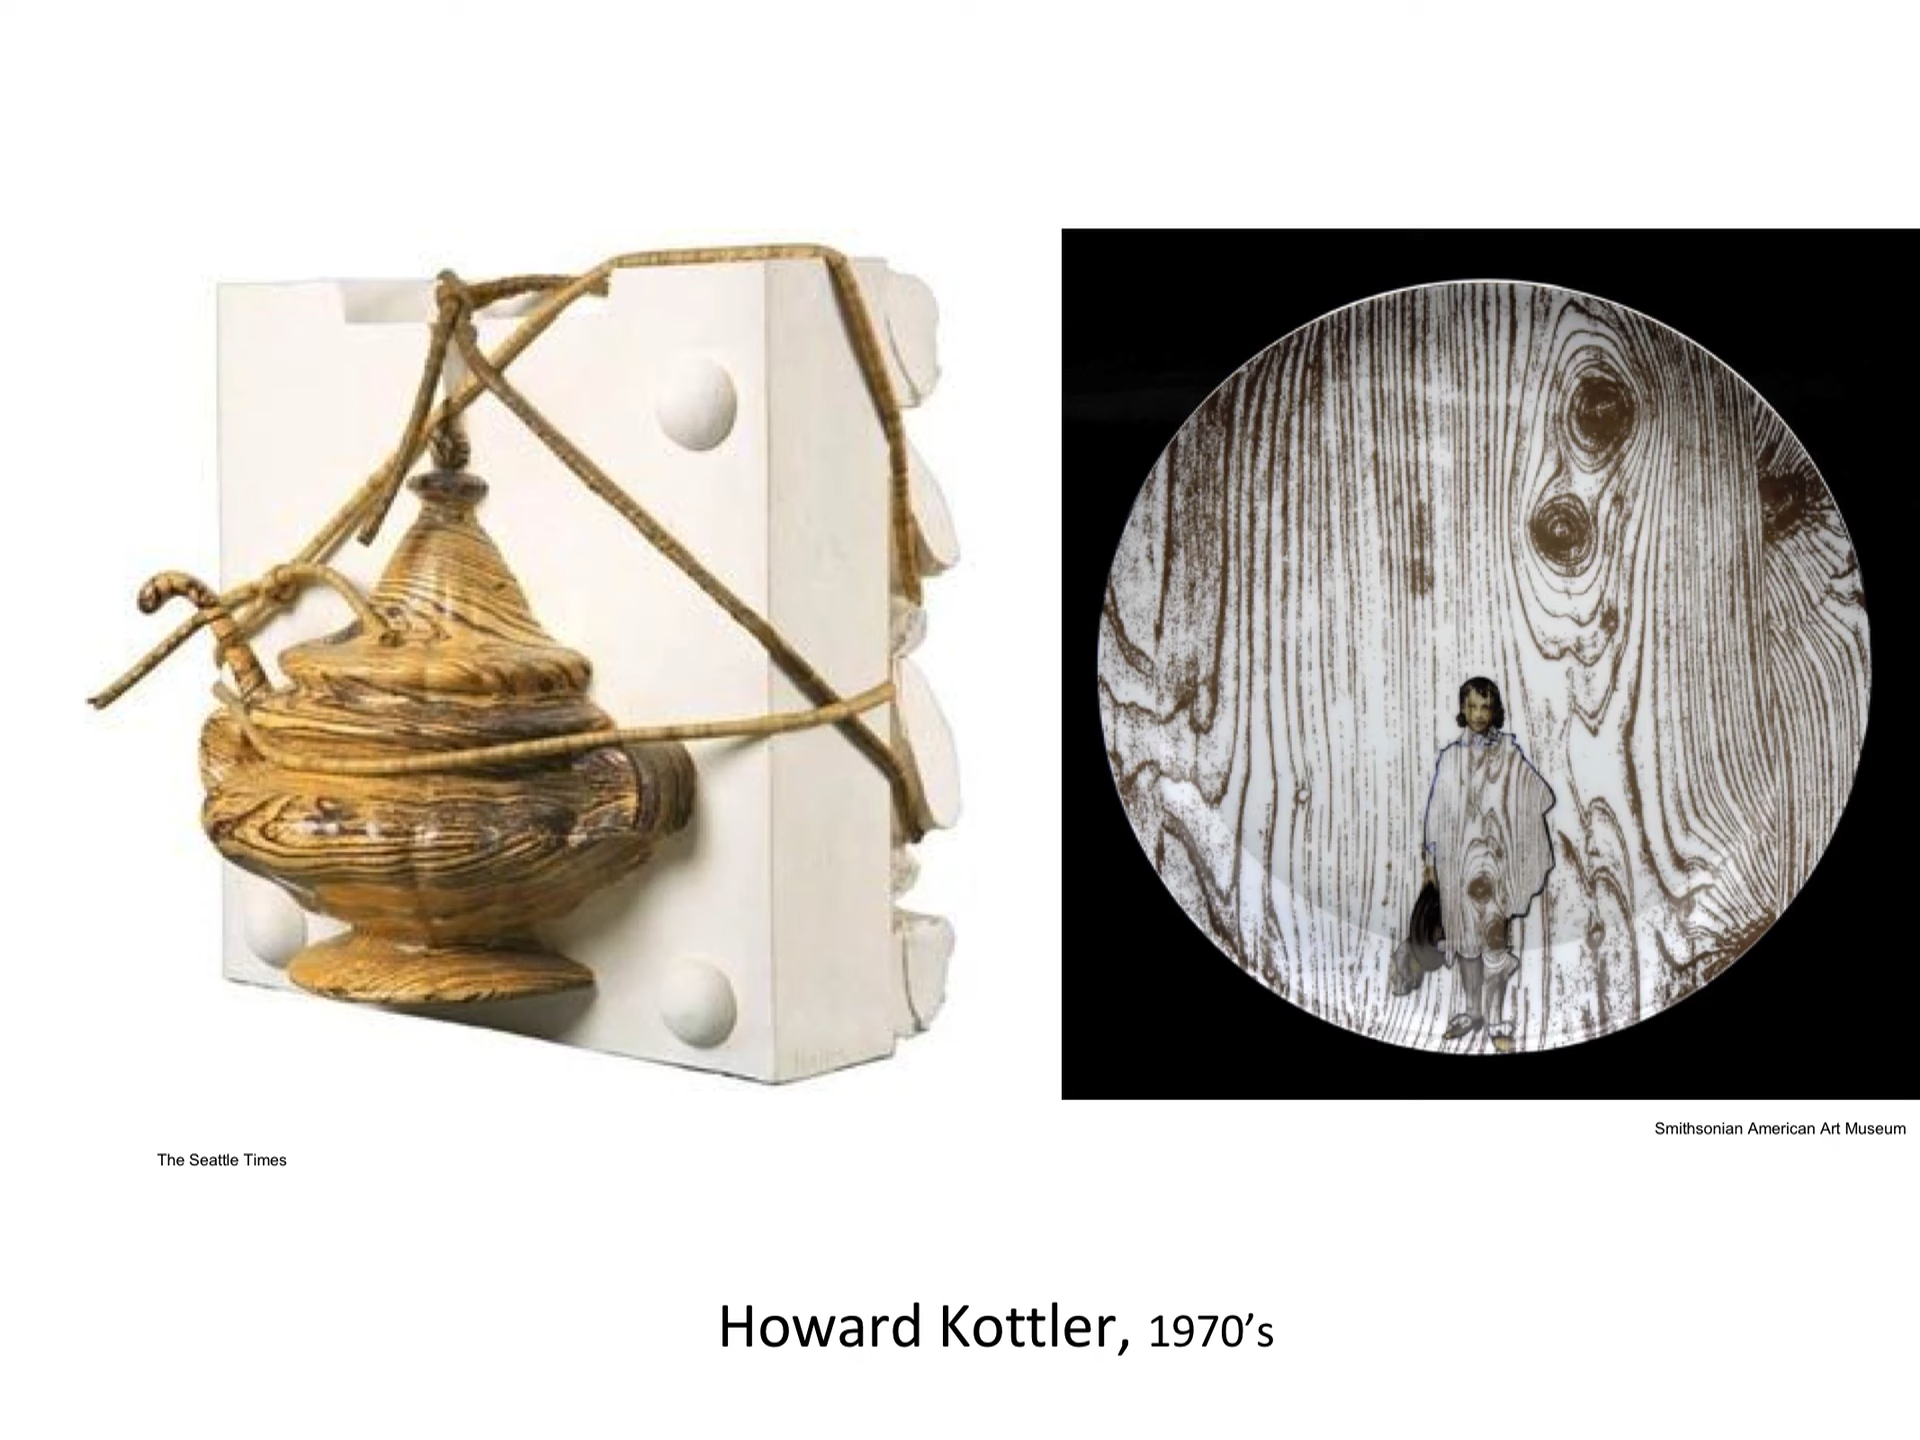 Smithsonian American Art Museum
The Seattle Times
Howard Kottler, 1970’s